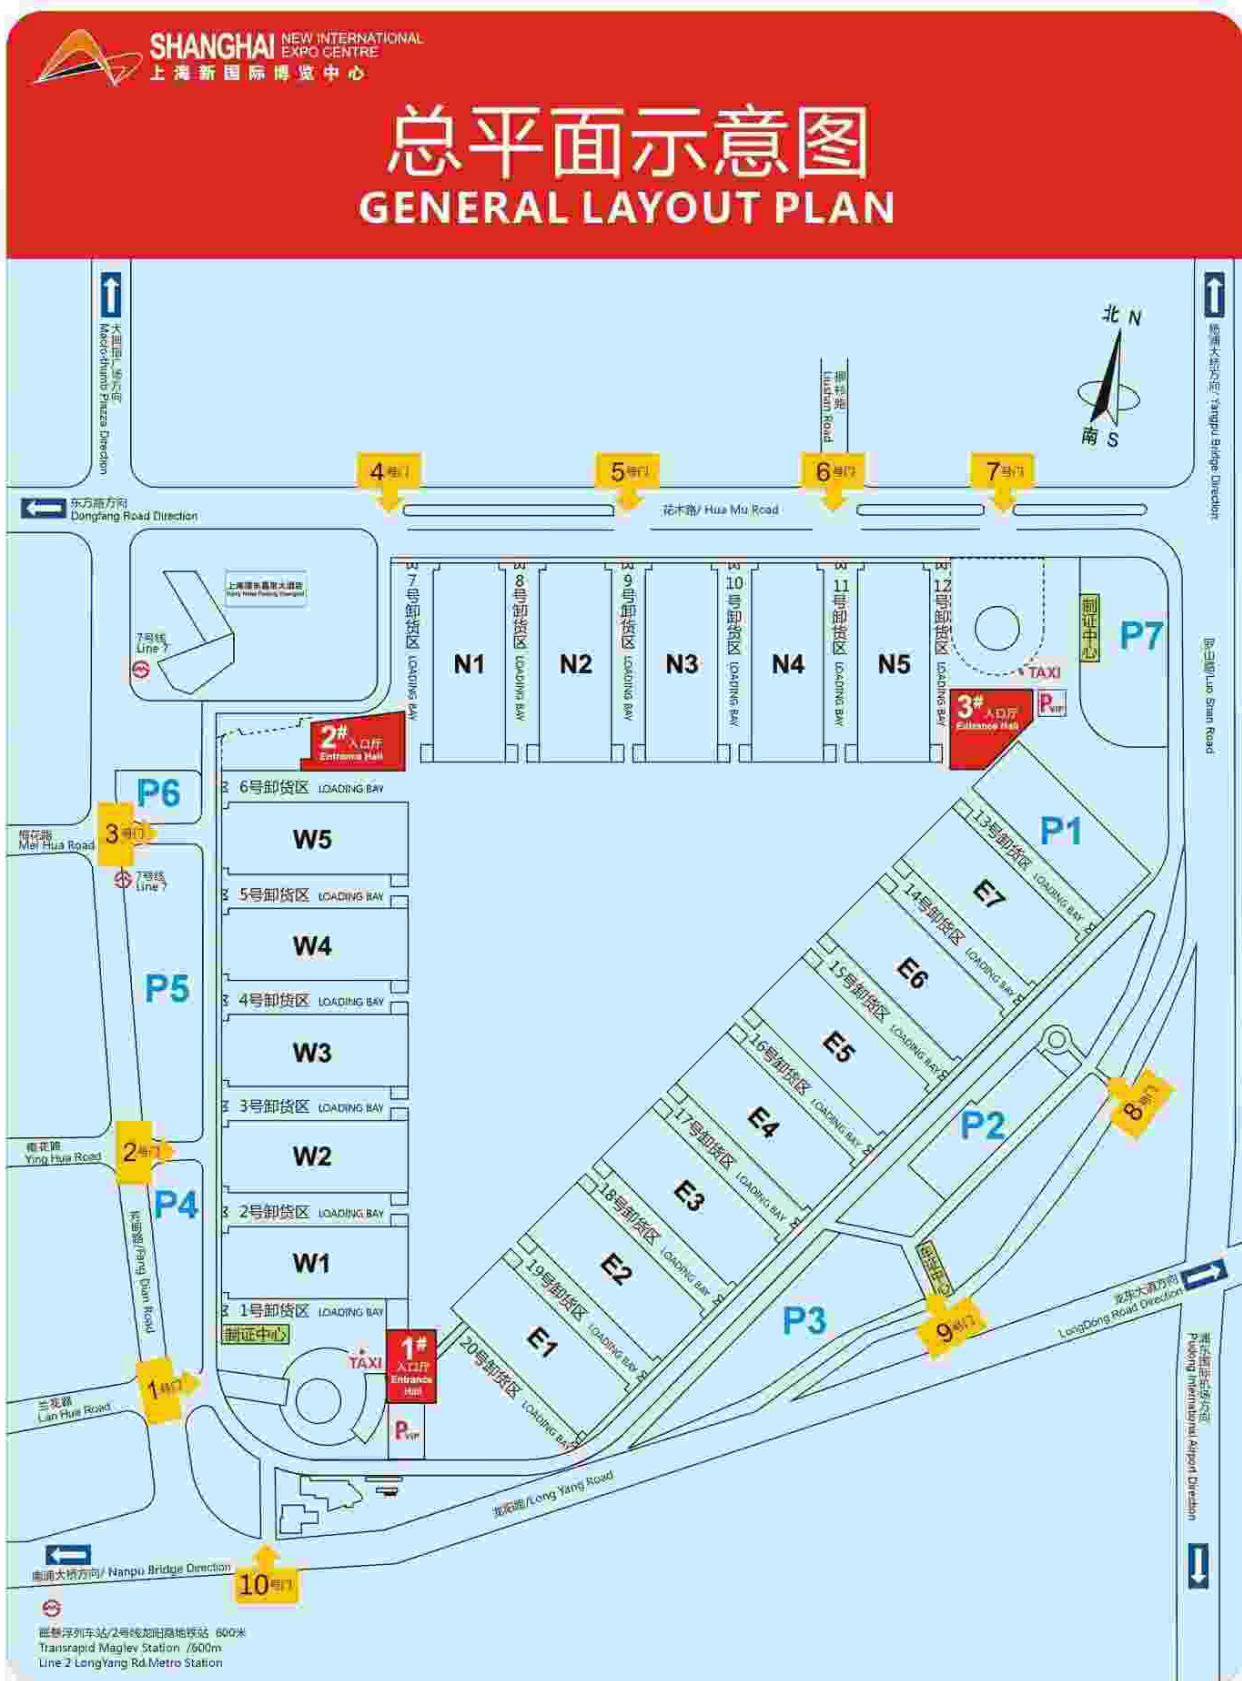 SHANGHAI NEW INTERNATIONAL
EXPO CENTRE
上海新国际博览中心
总平面示意图
GENERAL LAYOUT PLAN
北 N
南 S
大拇指广场方向
Macro-thumb Piazza Direction
杨浦大桥方向/ Yangpu Bridge Direction
柳杉路
Liushan Road
4号门
5号门
6号门
7号门
东方路方向
Dongfang Road Direction
花木路/ Hua Mu Road
7号线
Line 7
7号卸货区 LOADING BAY
N1
8号卸货区 LOADING BAY
N2
9号卸货区 LOADING BAY
N3
10号卸货区 LOADING BAY
N4
11号卸货区 LOADING BAY
N5
12号卸货区 LOADING BAY
制证中心
P7
罗山路/Luo Shan Road
TAXI
P VIP
3# 入口厅
Entrance Hall
2# 入口厅
Entrance Hall
P6
3号门
梅花路
Mei Hua Road
7号线
Line 7
6号卸货区 LOADING BAY
W5
5号卸货区 LOADING BAY
W4
4号卸货区 LOADING BAY
W3
3号卸货区 LOADING BAY
W2
2号卸货区 LOADING BAY
W1
1号卸货区 LOADING BAY
制证中心
P5
2号门
樱花路
Ying Hua Road
P4
芳甸路/Fang Dian Road
P1
13号卸货区 LOADING BAY
E7
14号卸货区 LOADING BAY
E6
15号卸货区 LOADING BAY
E5
16号卸货区 LOADING BAY
E4
17号卸货区 LOADING BAY
E3
18号卸货区 LOADING BAY
E2
19号卸货区 LOADING BAY
E1
20号卸货区 LOADING BAY
P2
8号门
制证中心
9号门
P3
龙东大道方向
LongDong Road Direction
浦东国际机场方向
Pudong International Airport Direction
TAXI
1#
入口厅
Entrance
Hall
P VIP
1号门
兰花路
Lan Hua Road
龙阳路/Long Yang Road
南浦大桥方向/ Nanpu Bridge Direction
10号门
磁悬浮列车站/2号线龙阳路地铁站 600米
Transrapid Maglev Station /600m
Line 2 LongYang Rd.Metro Station